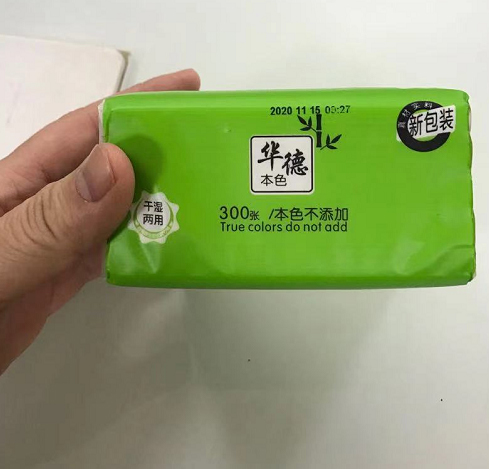 2020 11 15 09:27
新包装
华德
本色
干湿
两用
300张 /本色不添加
True colors do not add